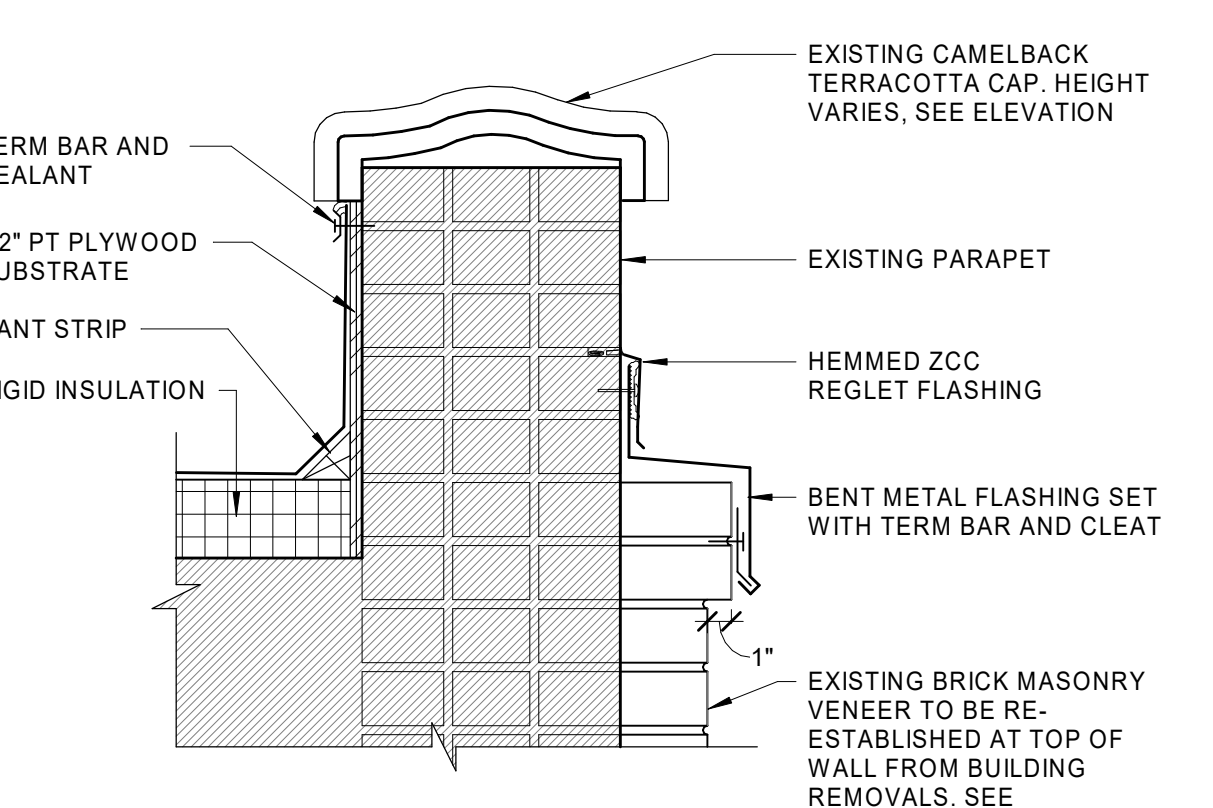 EXISTING CAMELBACK
TERRACOTTA CAP. HEIGHT
VARIES, SEE ELEVATION
ERM BAR AND
EALANT
2" PT PLYWOOD
UBSTRATE
ANT STRIP
IGID INSULATION
EXISTING PARAPET
HEMMED ZCC
REGLET FLASHING
BENT METAL FLASHING SET
WITH TERM BAR AND CLEAT
1"
EXISTING BRICK MASONRY
VENEER TO BE RE-
ESTABLISHED AT TOP OF
WALL FROM BUILDING
REMOVALS. SEE